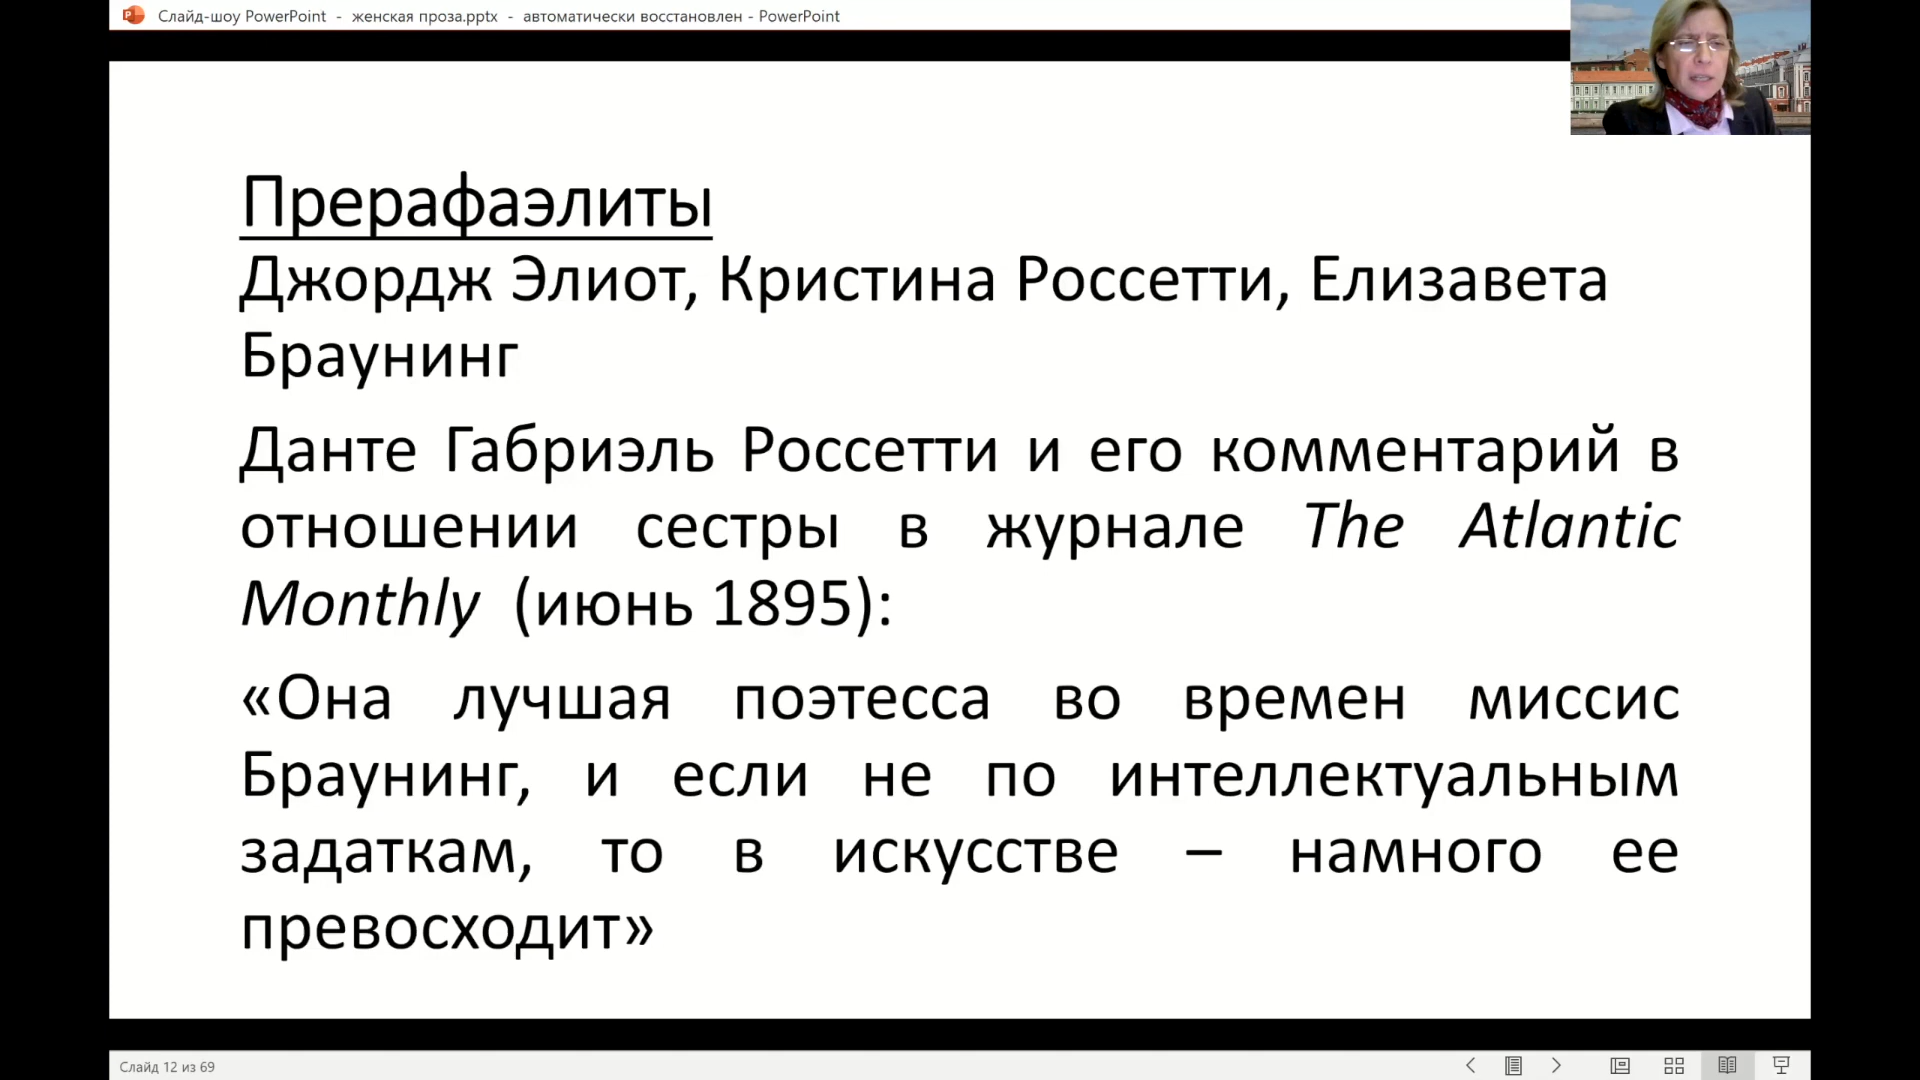 Слайд-шоу PowerPoint - женская проза.pptx - автоматически восстановлен - PowerPoint
Прерафаэлиты
Джордж Элиот, Кристина Россетти, Елизавета
Браунинг
Данте Габриэль Россетти и его комментарий в
отношении сестры в журнале The Atlantic
Monthly (июнь 1895):
«Она лучшая поэтесса во времен миссис
Браунинг, и если не по интеллектуальным
задаткам, то в искусстве – намного ее
превосходит»
Слайд 12 из 69